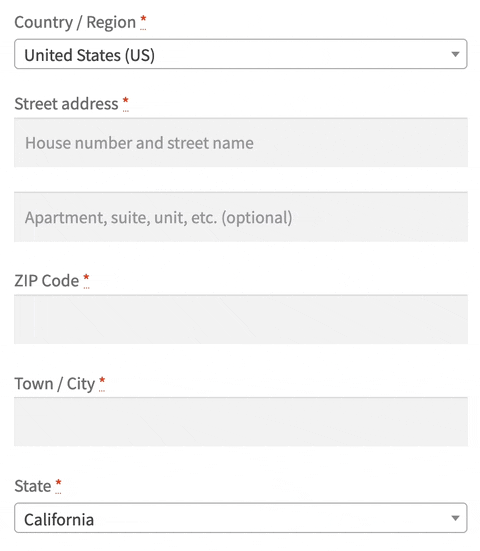 Country / Region *
United States (US)
Street address *
House number and street name
Apartment, suite, unit, etc. (optional)
ZIP Code *
Town / City *
State *
California